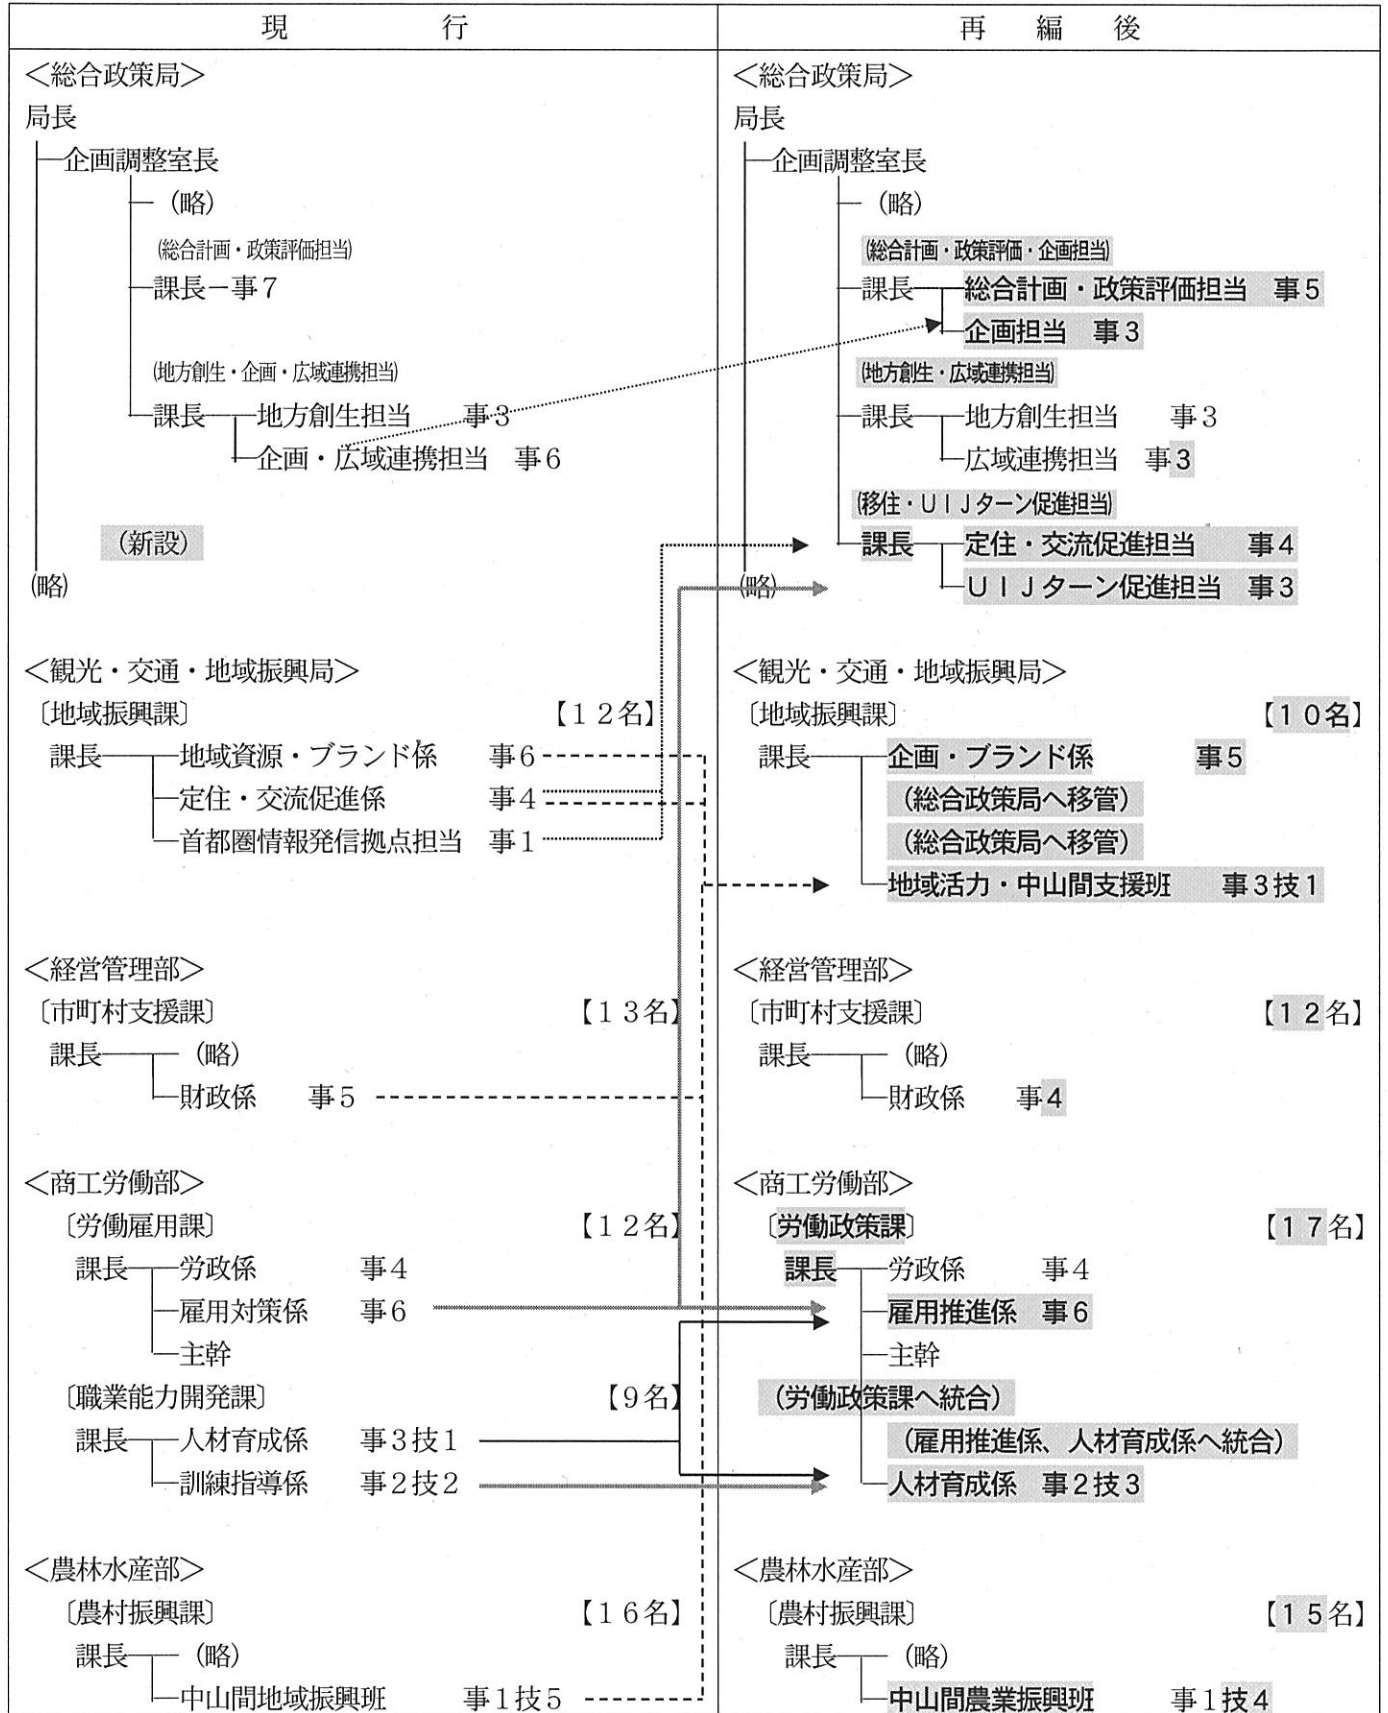 現　　　行
＜総合政策局＞
局長
企画調整室長
（略）
(総合計画・政策評価担当)
課長－事７
(地方創生・企画・広域連携担当)
課長　地方創生担当　事３
企画・広域連携担当　事６
（新設）
(略)
＜観光・交通・地域振興局＞
〔地域振興課〕　【１２名】
課長　地域資源・ブランド係　事６
定住・交流促進係　事４
首都圏情報発信拠点担当　事１
＜経営管理部＞
〔市町村支援課〕　【１３名】
課長　（略）
財政係　事５
＜商工労働部＞
〔労働雇用課〕　【１２名】
課長　労政係　事４
雇用対策係　事６
主幹
〔職業能力開発課〕　【９名】
課長　人材育成係　事３技１
訓練指導係　事２技２
＜農林水産部＞
〔農村振興課〕　【１６名】
課長　（略）
中山間地域振興班　事１技５
再　編　後
＜総合政策局＞
局長
企画調整室長
（略）
(総合計画・政策評価・企画担当)
課長　総合計画・政策評価担当　事５
企画担当　事３
(地方創生・広域連携担当)
課長　地方創生担当　事３
広域連携担当　事３
(移住・ＵＩＪターン促進担当)
課長　定住・交流促進担当　事４
ＵＩＪターン促進担当　事３
(略)
＜観光・交通・地域振興局＞
〔地域振興課〕　【１０名】
課長　企画・ブランド係　事５
（総合政策局へ移管）
（総合政策局へ移管）
地域活力・中山間支援班　事３技１
＜経営管理部＞
〔市町村支援課〕　【１２名】
課長　（略）
財政係　事４
＜商工労働部＞
〔労働政策課〕　【１７名】
課長　労政係　事４
雇用推進係　事６
主幹
（労働政策課へ統合）
（雇用推進係、人材育成係へ統合）
人材育成係　事２技３
＜農林水産部＞
〔農村振興課〕　【１５名】
課長　（略）
中山間農業振興班　事１技４